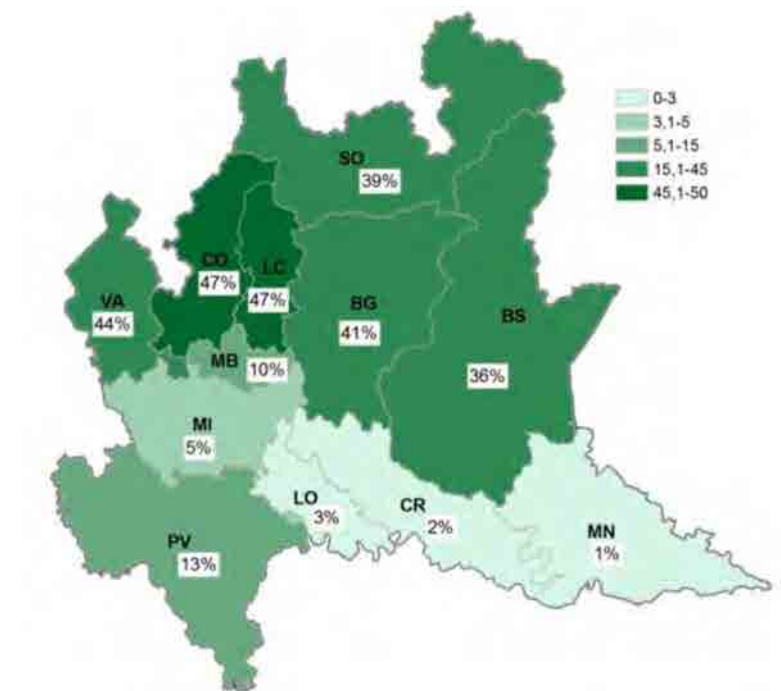 0-3
3,1-5
5,1-15
15,1-45
45,1-50
SO
39%
CO
47%
LC
47%
VA
44%
BG
41%
BS
36%
MB
10%
MI
5%
LO
3%
CR
2%
MN
1%
PV
13%